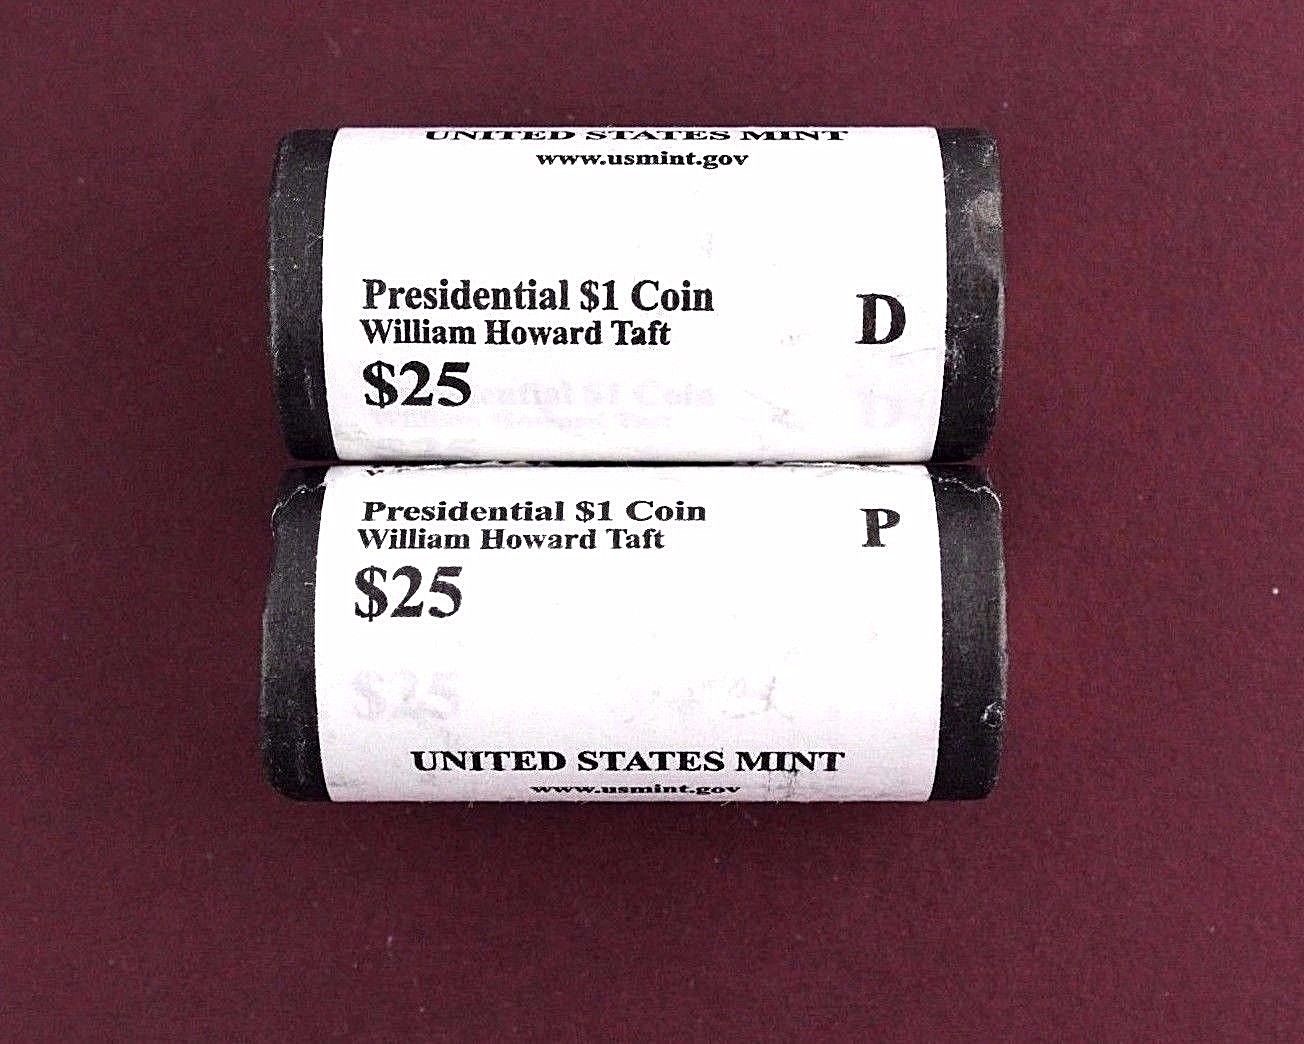 UNITED STATES MINT
www.usmint.gov
Presidential $1 Coin
William Howard Taft
D
$25
Presidential $1 Coin
William Howard Taft
P
$25
$25
UNITED STATES MINT
www.usmint.gov